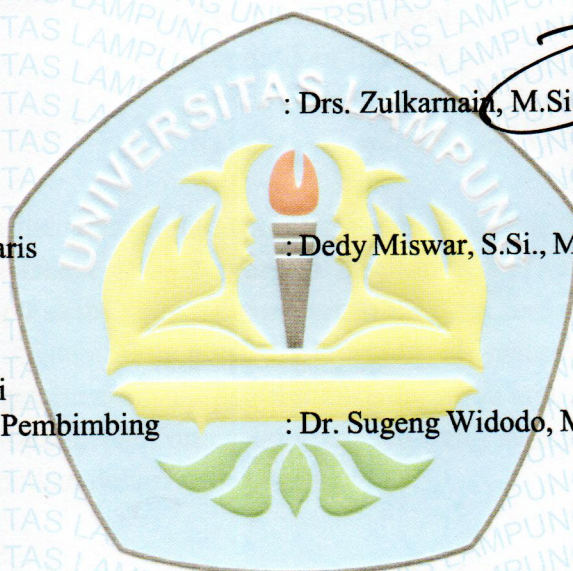 UNIVERSITAS LAMPUNG
: Drs. Zulkarnain, M.Si
aris : Dedy Miswar, S.Si., M
i
Pembimbing : Dr. Sugeng Widodo, M